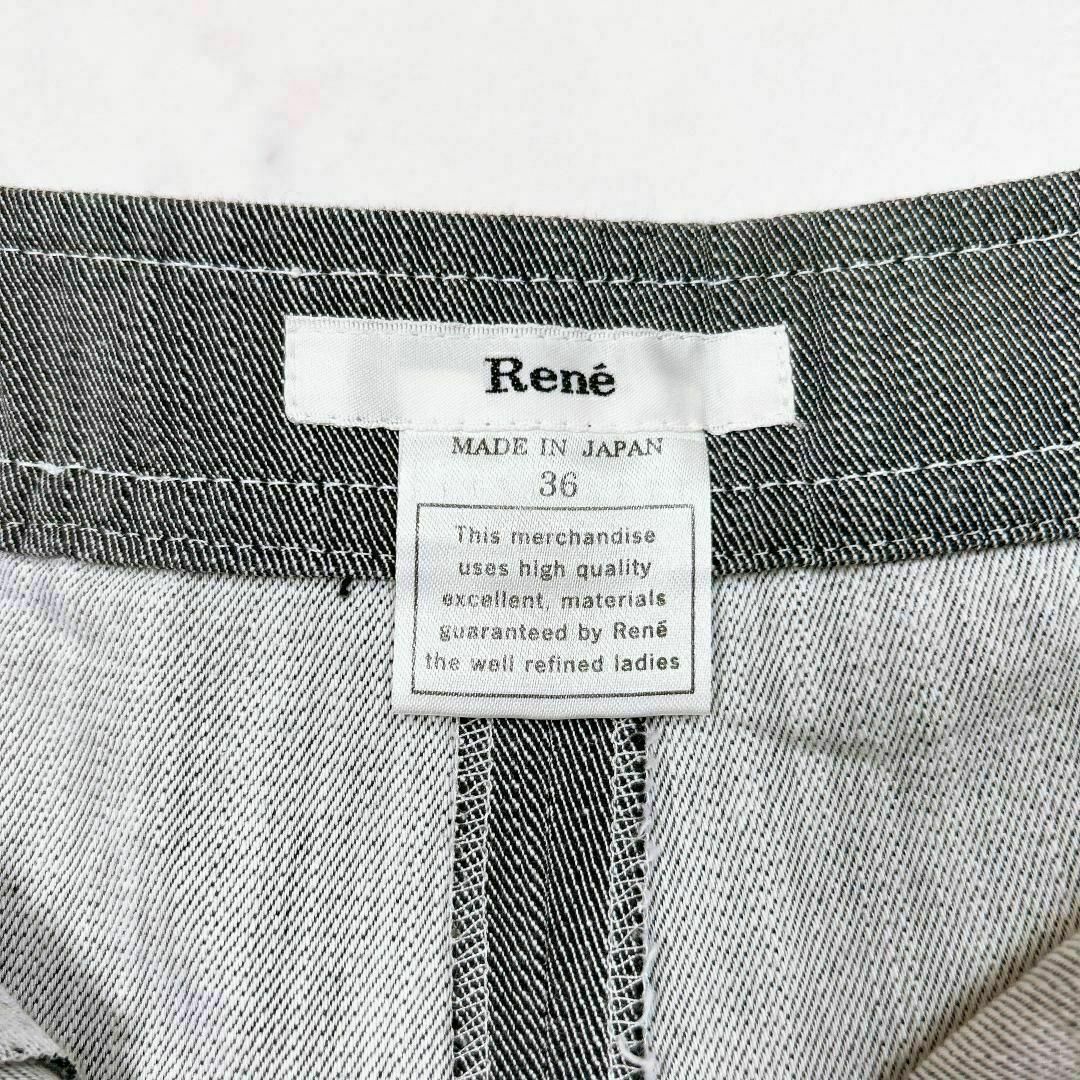 René
MADE IN JAPAN
36
This merchandise
uses high quality
excellent, materials
guaranteed by René
the well refined ladies